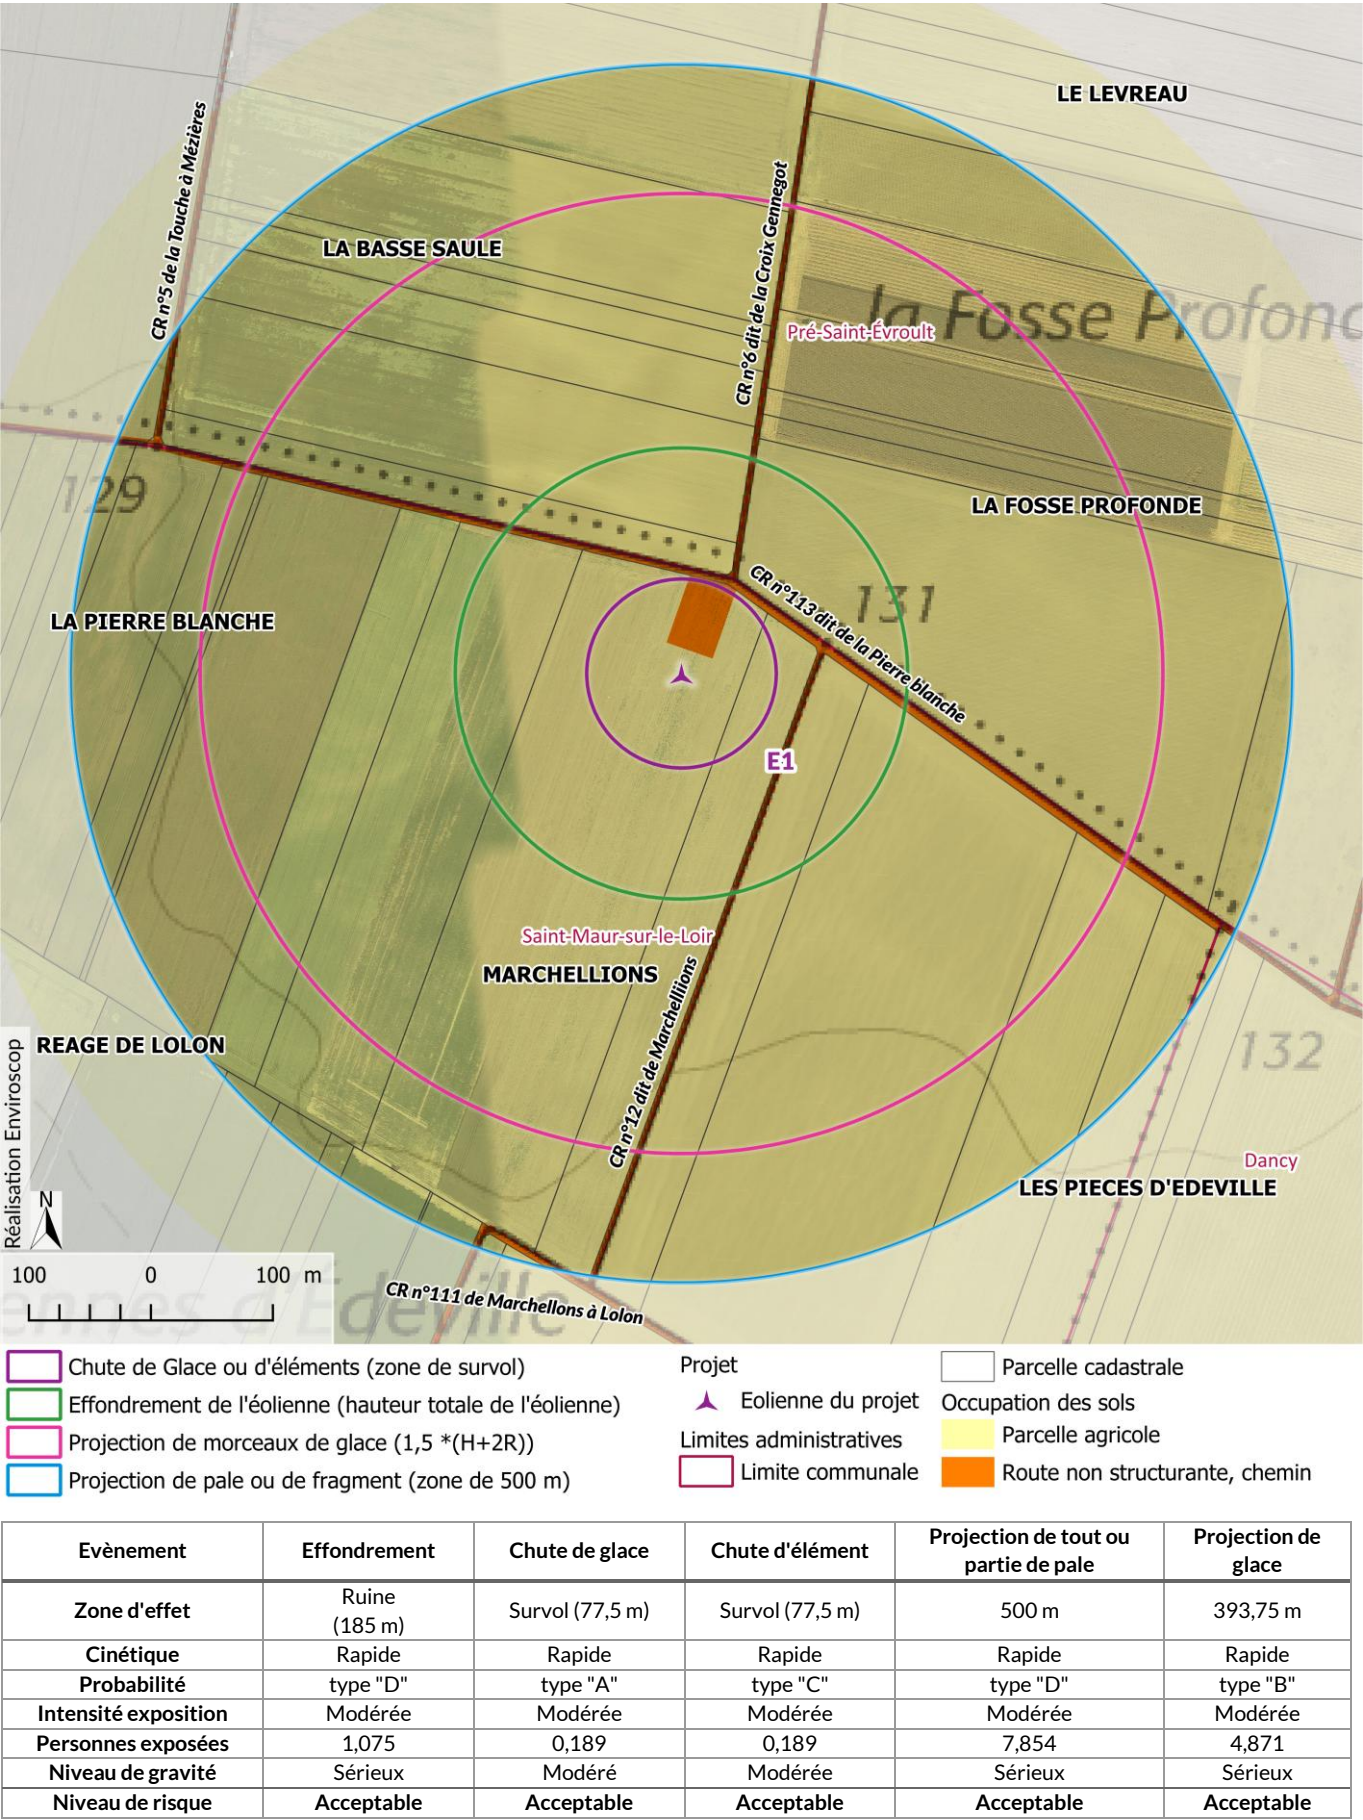 LE LEVREAU
CR n°5 de la Touche à Mézières
LA BASSE SAULE
CR n°6 dit de la Croix Gennegot
la Fosse Profond
Pré-Saint-Évroult
129
LA FOSSE PROFONDE
CR n°113 dit de la Pierre blanche
131
LA PIERRE BLANCHE
E1
Saint-Maur-sur-le-Loir
MARCHELLIONS
CR n°12 dit de Marchelliions
REAGE DE LOLON
132
Dancy
LES PIECES D'EDEVILLE
Réalisation Enviroscop
N
100 0 100 m
ennes d'Edeville
CR n°111 de Marchellons à Lolon
Chute de Glace ou d'éléments (zone de survol)
Effondrement de l'éolienne (hauteur totale de l'éolienne)
Projection de morceaux de glace (1,5 *(H+2R))
Projection de pale ou de fragment (zone de 500 m)
Projet
Eolienne du projet
Limites administratives
Limite communale
Parcelle cadastrale
Occupation des sols
Parcelle agricole
Route non structurante, chemin
Evènement Effondrement Chute de glace Chute d'élément Projection de tout ou partie de pale Projection de glace
Zone d'effet Ruine (185 m) Survol (77,5 m) Survol (77,5 m) 500 m 393,75 m
Cinétique Rapide Rapide Rapide Rapide Rapide
Probabilité type "D" type "A" type "C" type "D" type "B"
Intensité exposition Modérée Modérée Modérée Modérée Modérée
Personnes exposées 1,075 0,189 0,189 7,854 4,871
Niveau de gravité Sérieux Modéré Modérée Sérieux Sérieux
Niveau de risque Acceptable Acceptable Acceptable Acceptable Acceptable